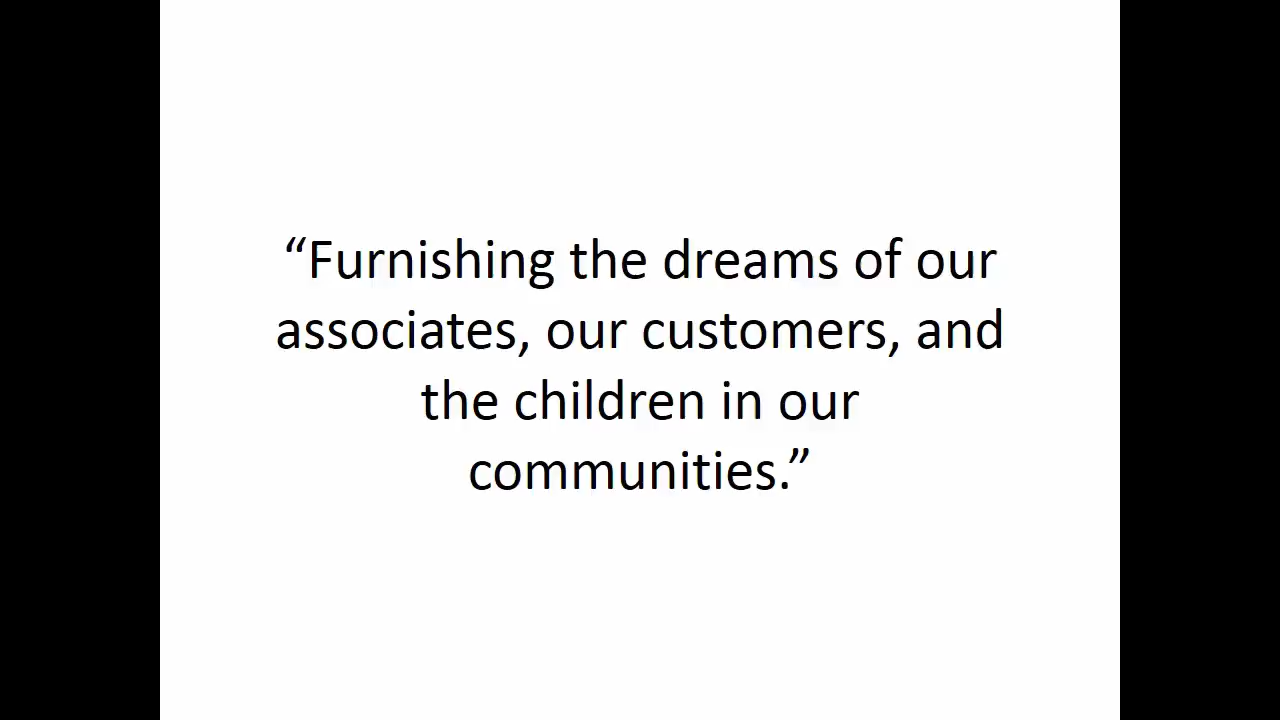 “Furnishing the dreams of our
associates, our customers, and
the children in our
communities.”